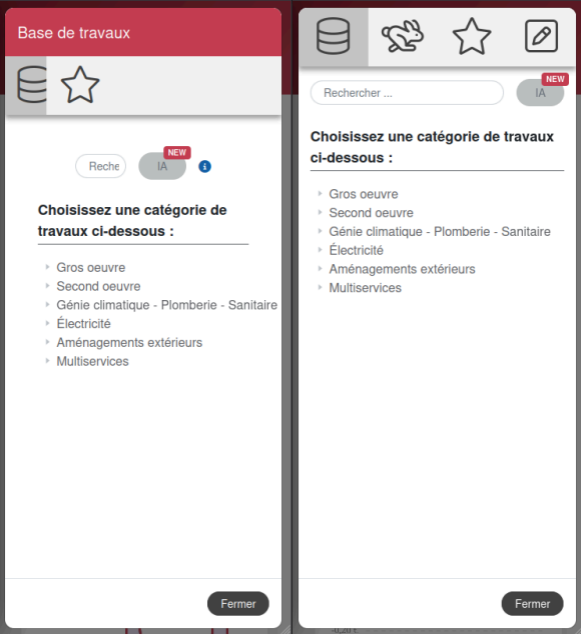 Base de travaux
Reche
IA
NEW
Choisissez une catégorie de
travaux ci-dessous :
Gros oeuvre
Second oeuvre
Génie climatique - Plomberie - Sanitaire
Électricité
Aménagements extérieurs
Multiservices
Fermer
Rechercher ...
IA
NEW
Choisissez une catégorie de travaux
ci-dessous :
Gros oeuvre
Second oeuvre
Génie climatique - Plomberie - Sanitaire
Électricité
Aménagements extérieurs
Multiservices
Fermer